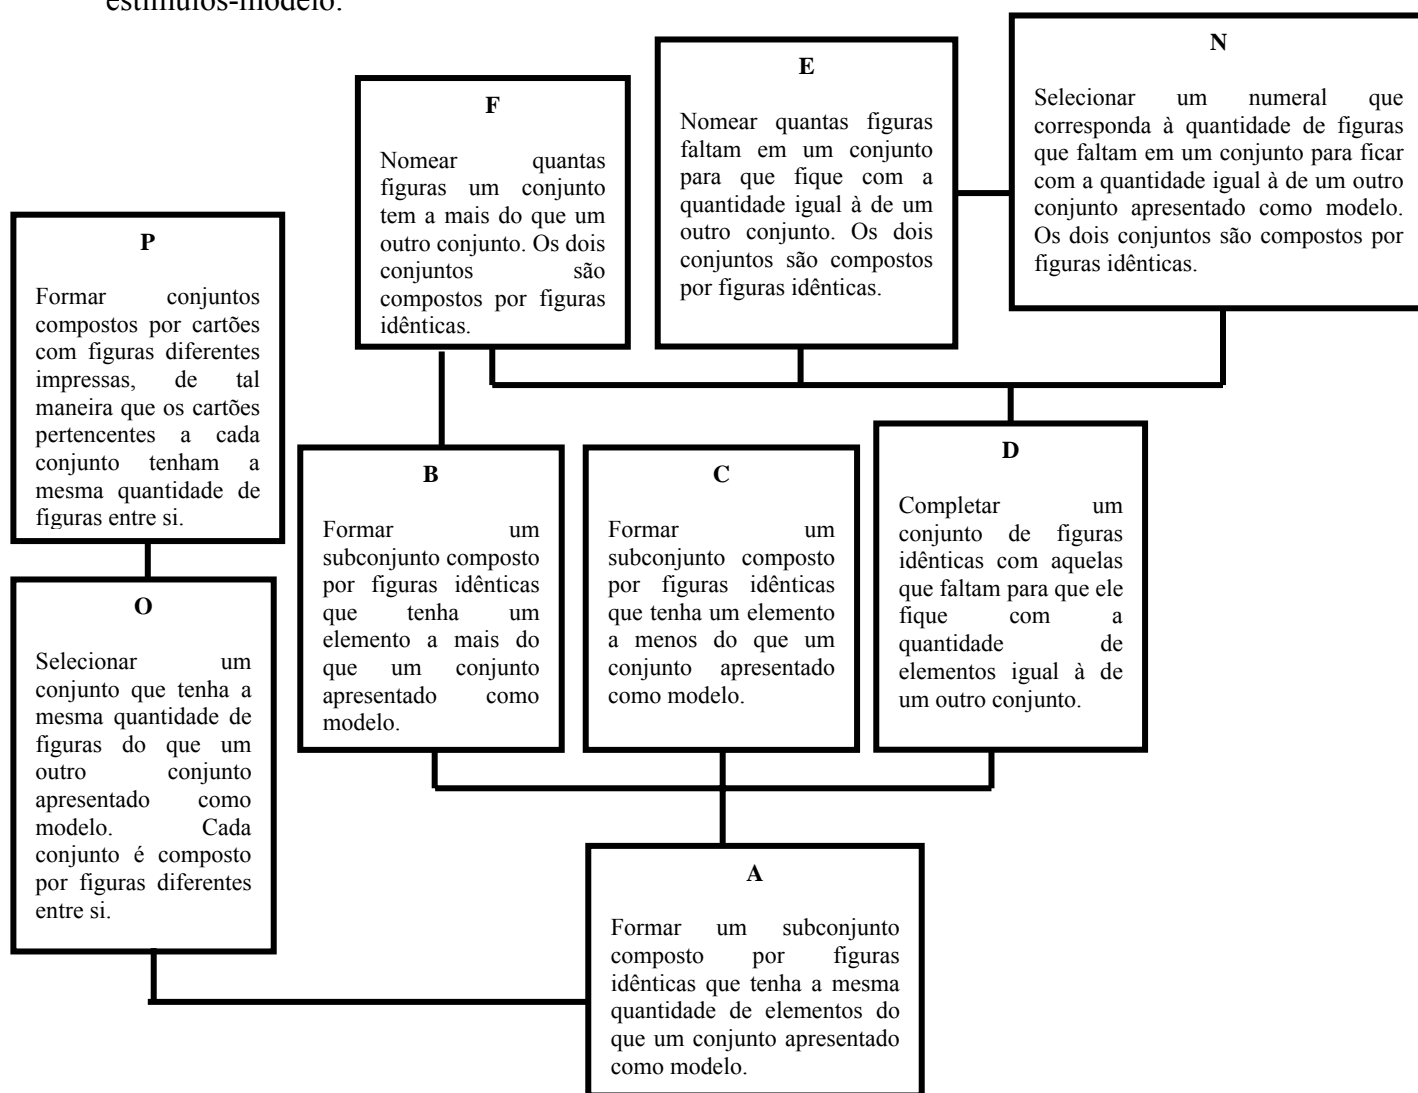 estímulos-modelo.
N
Selecionar um numeral que
corresponda à quantidade de figuras
que faltam em um conjunto para ficar
com a quantidade igual à de um outro
conjunto apresentado como modelo.
Os dois conjuntos são compostos por
figuras idênticas.
E
Nomear quantas figuras
faltam em um conjunto
para que fique com a
quantidade igual à de um
outro conjunto. Os dois
conjuntos são compostos
por figuras idênticas.
F
Nomear quantas
figuras um conjunto
tem a mais do que um
outro conjunto. Os dois
conjuntos são
compostos por figuras
idênticas.
P
Formar conjuntos
compostos por cartões
com figuras diferentes
impressas, de tal
maneira que os cartões
pertencentes a cada
conjunto tenham a
mesma quantidade de
figuras entre si.
B
Formar um
subconjunto composto
por figuras idênticas
que tenha um
elemento a mais do
que um conjunto
apresentado como
modelo.
C
Formar um
subconjunto composto
por figuras idênticas
que tenha um elemento
a menos do que um
conjunto apresentado
como modelo.
D
Completar um
conjunto de figuras
idênticas com aquelas
que faltam para que ele
fique com a
quantidade de
elementos igual à de
um outro conjunto.
O
Selecionar um
conjunto que tenha a
mesma quantidade de
figuras do que um
outro conjunto
apresentado como
modelo. Cada
conjunto é composto
por figuras diferentes
entre si.
A
Formar um subconjunto
composto por figuras
idênticas que tenha a mesma
quantidade de elementos do
que um conjunto apresentado
como modelo.